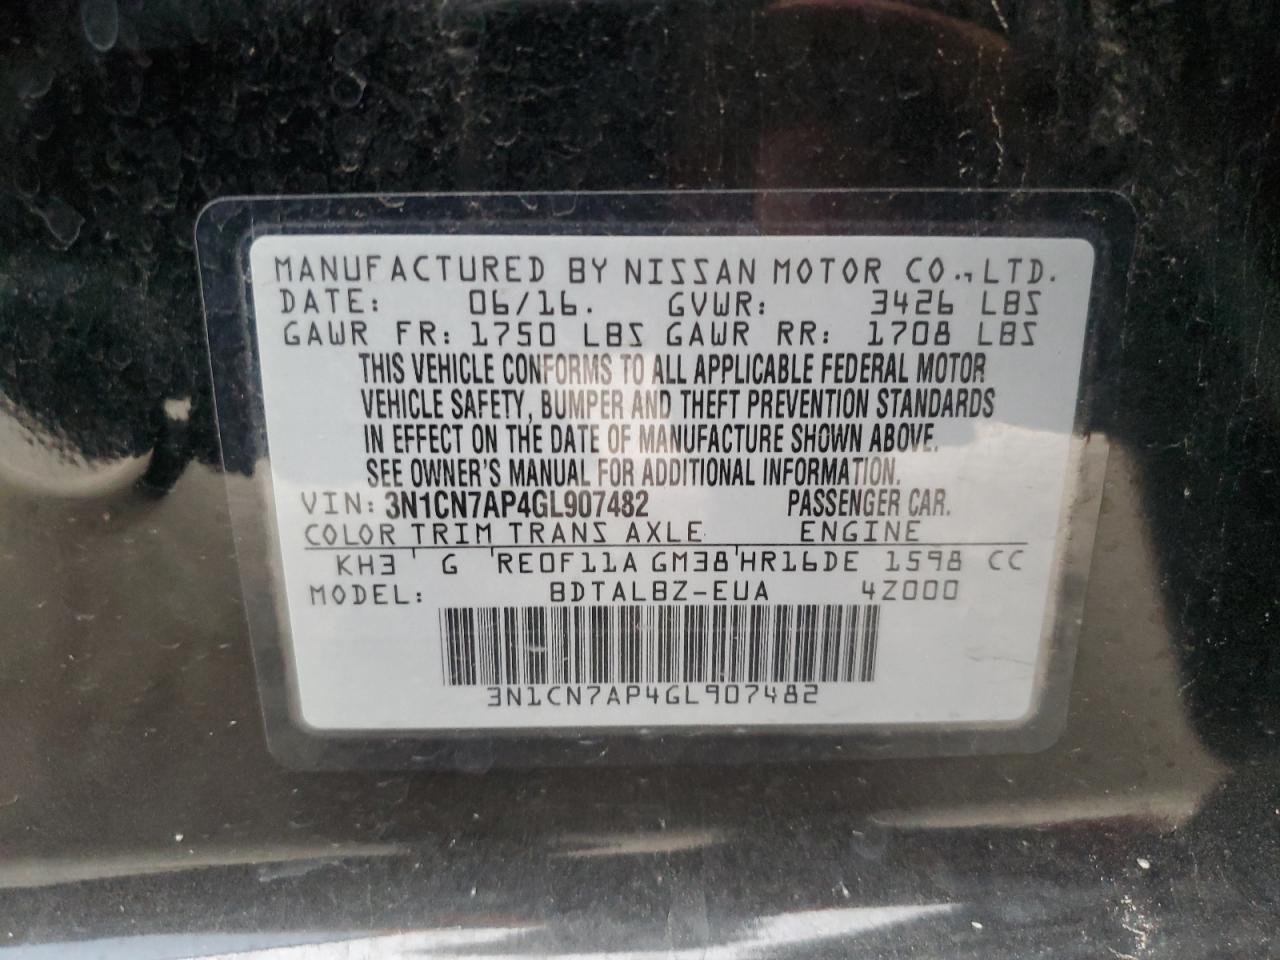 MANUFACTURED BY NISSAN MOTOR CO., LTD.
DATE: 06/16. GVWR: 3426 LBS
GAWR FR: 1750 LBS GAWR RR: 1708 LBS
THIS VEHICLE CONFORMS TO ALL APPLICABLE FEDERAL MOTOR
VEHICLE SAFETY, BUMPER AND THEFT PREVENTION STANDARDS
IN EFFECT ON THE DATE OF MANUFACTURE SHOWN ABOVE.
SEE OWNER'S MANUAL FOR ADDITIONAL INFORMATION.
VIN: 3N1CN7AP4GL907482 PASSENGER CAR.
COLOR TRIM TRANS AXLE ENGINE
KH3 ' G 'RE0F11A GM38'HR16DE 1598 CC
MODEL: BDTALBZ-EUA 4Z000
3N1CN7AP4GL907482